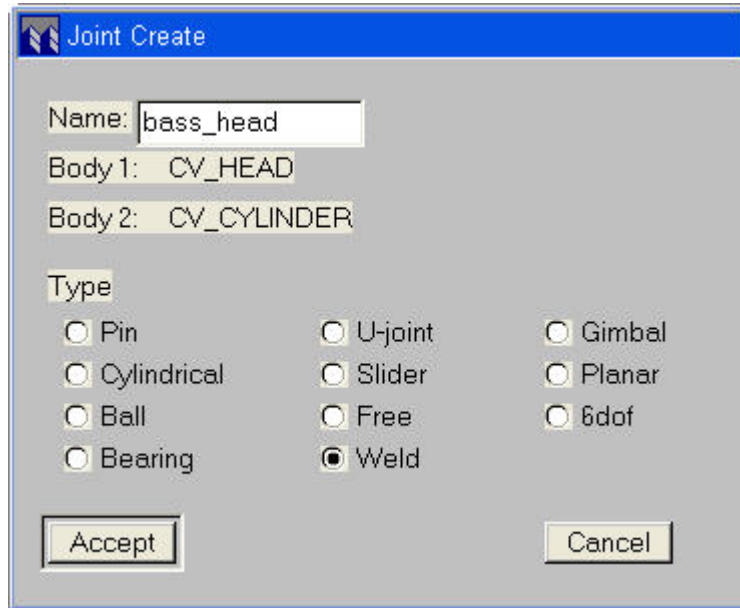 Joint Create
Name: bass_head
Body 1: CV_HEAD
Body 2: CV_CYLINDER
Type
Pin U-joint Gimbal
Cylindrical Slider Planar
Ball Free 6dof
Bearing Weld
Accept Cancel